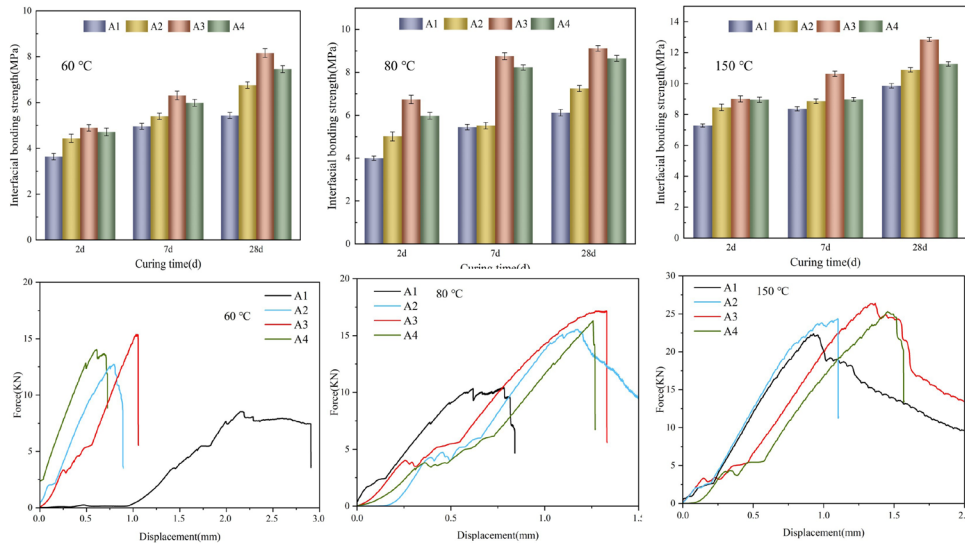 A1 A2 A3 A4
60 ℃
Interfacial bonding strength(MPa)
10
8
6
4
2
0
2d 7d 28d
Curing time(d)
A1 A2 A3 A4
80 ℃
Interfacial bonding strength(MPa)
10
8
6
4
2
0
2d 7d 28d
Curing time(d)
A1 A2 A3 A4
150 ℃
Interfacial bonding strength(MPa)
14
12
10
8
6
4
2
0
2d 7d 28d
Curing time(d)
60 ℃
A1
A2
A3
A4
Force(KN)
20
15
10
5
0
0.0 0.5 1.0 1.5 2.0 2.5 3.0
Displacement(mm)
A1
A2
A3
A4
80 ℃
Force(KN)
20
15
10
5
0
0.0 0.5 1.0 1.5
Displacement(mm)
A1
A2
A3
A4
150 ℃
Force(KN)
30
25
20
15
10
5
0
0.0 0.5 1.0 1.5 2.0
Displacement(mm)